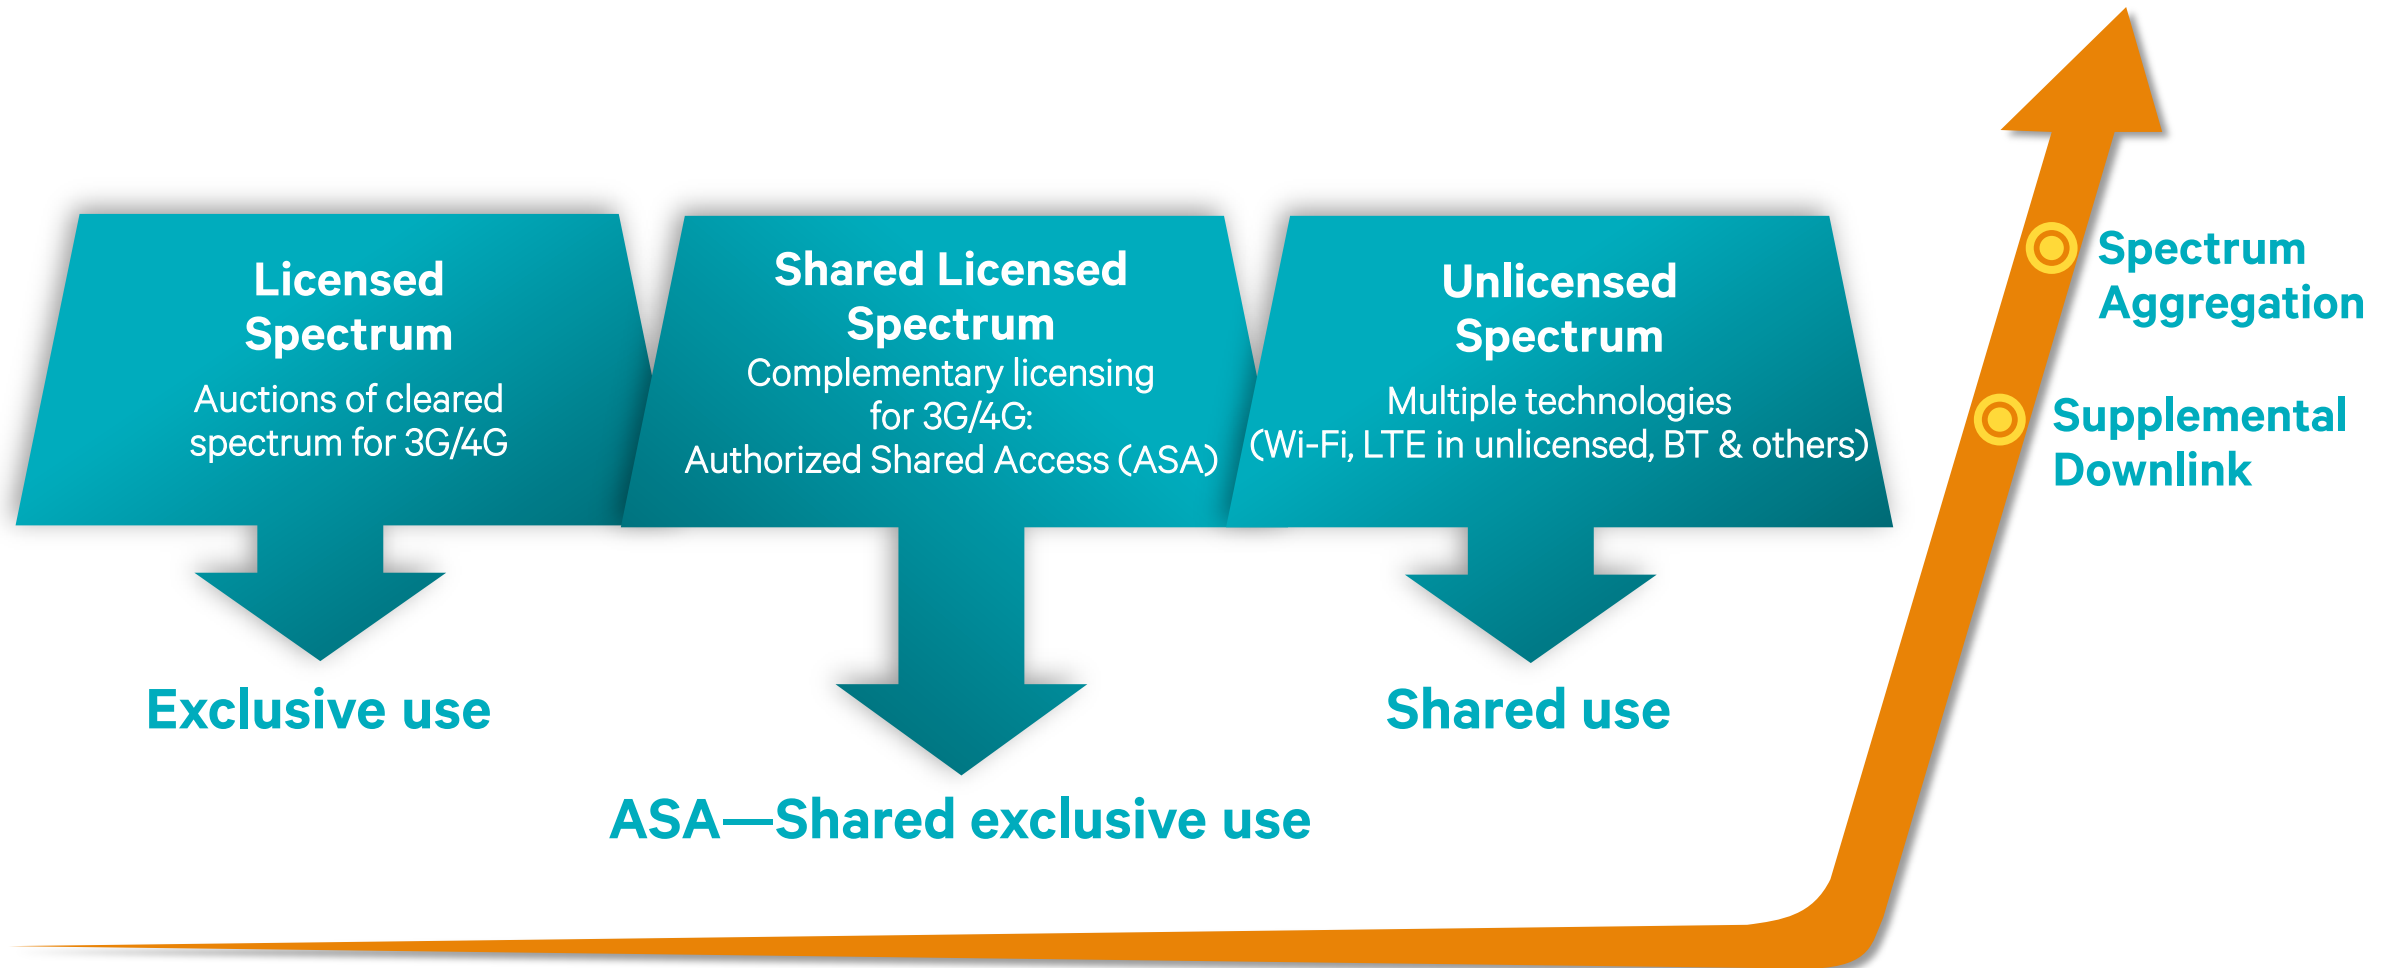 Licensed
Spectrum
Auctions of cleared
spectrum for 3G/4G
Exclusive use
Shared Licensed
Spectrum
Complementary licensing
for 3G/4G:
Authorized Shared Access (ASA)
ASA—Shared exclusive use
Unlicensed
Spectrum
Multiple technologies
(Wi-Fi, LTE in unlicensed, BT & others)
Shared use
Spectrum
Aggregation
Supplemental
Downlink